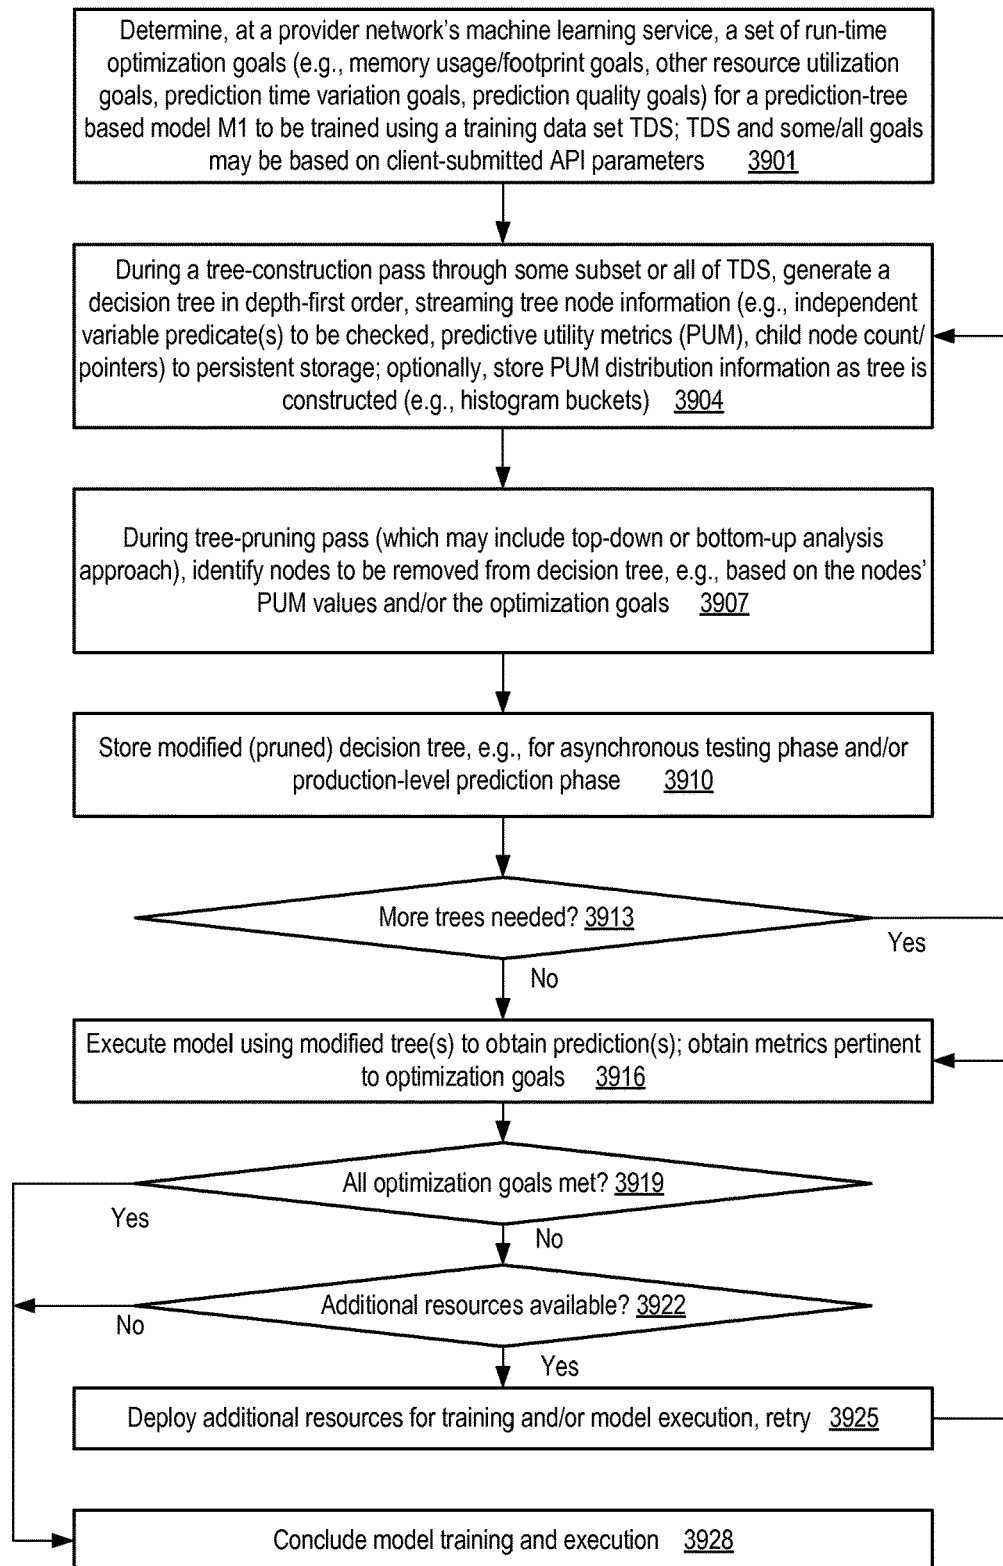 Determine, at a provider network's machine learning service, a set of run-time
optimization goals (e.g., memory usage/footprint goals, other resource utilization
goals, prediction time variation goals, prediction quality goals) for a prediction-tree
based model M1 to be trained using a training data set TDS; TDS and some/all goals
may be based on client-submitted API parameters 3901
During a tree-construction pass through some subset or all of TDS, generate a
decision tree in depth-first order, streaming tree node information (e.g., independent
variable predicate(s) to be checked, predictive utility metrics (PUM), child node count/
pointers) to persistent storage; optionally, store PUM distribution information as tree is
constructed (e.g., histogram buckets) 3904
During tree-pruning pass (which may include top-down or bottom-up analysis
approach), identify nodes to be removed from decision tree, e.g., based on the nodes'
PUM values and/or the optimization goals 3907
Store modified (pruned) decision tree, e.g., for asynchronous testing phase and/or
production-level prediction phase 3910
More trees needed? 3913
Yes
No
Execute model using modified tree(s) to obtain prediction(s); obtain metrics pertinent
to optimization goals 3916
All optimization goals met? 3919
Yes
No
Additional resources available? 3922
No
Yes
Deploy additional resources for training and/or model execution, retry 3925
Conclude model training and execution 3928